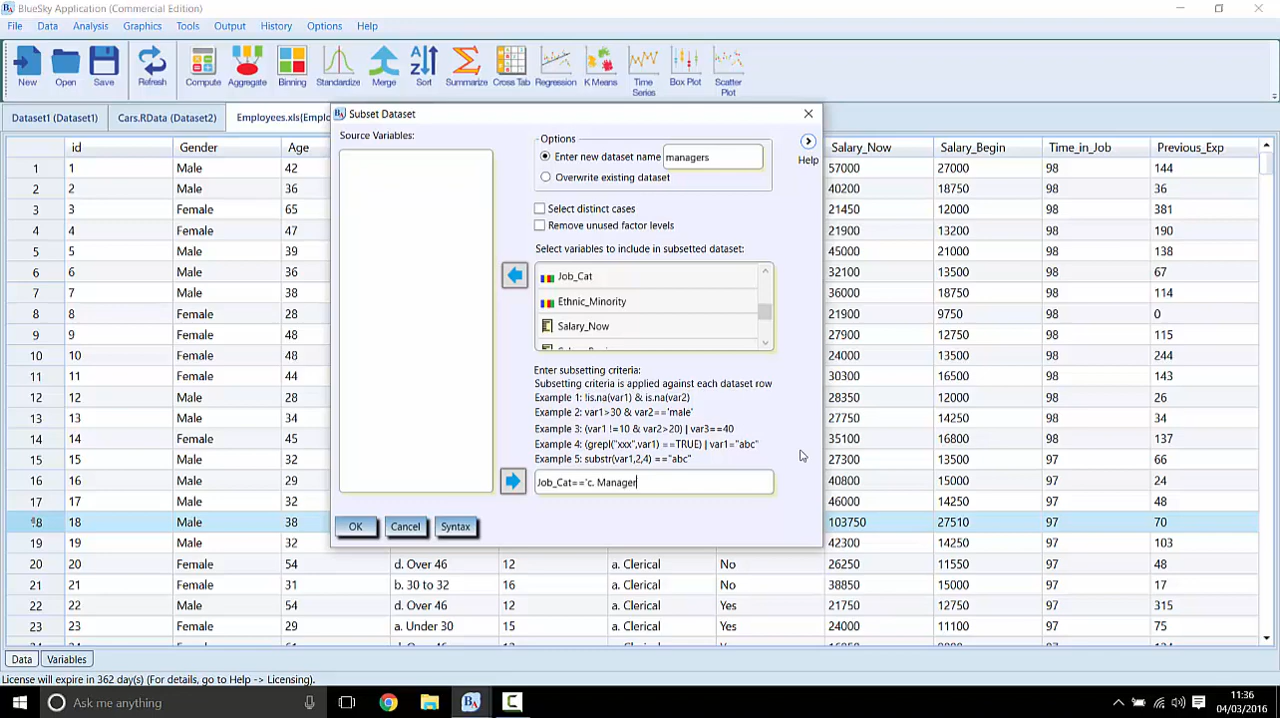 BlueSky Application (Commercial Edition)
File Data Analysis Graphics Tools Output History Options Help
New Open Save Refresh Compute Aggregate Binning Standardize Merge Sort Summarize Cross Tab Regression K Means Time Series Box Plot Scatter Plot
Dataset1 (Dataset1) Cars.RData (Dataset2) Employees.xls(Emplo
Subset Dataset
Source Variables:
Options
Enter new dataset name managers
Overwrite existing dataset
Help
Select distinct cases
Remove unused factor levels
Select variables to include in subsetted dataset:
Job_Cat
Ethnic_Minority
Salary_Now
Enter subsetting criteria:
Subsetting criteria is applied against each dataset row
Example 1: !is.na(var1) & is.na(var2)
Example 2: var1>30 & var2=='male'
Example 3: (var1 !=10 & var2>20) | var3==40
Example 4: (grepl("xxx",var1) ==TRUE) | var1="abc"
Example 5: substr(var1,2,4) =="abc"
Job_Cat=='c. Manager
OK Cancel Syntax
id Gender Age Salary_Now Salary_Begin Time_in_Job Previous_Exp
1 1 Male 42 57000 27000 98 144
2 2 Male 36 40200 18750 98 36
3 3 Female 65 21450 12000 98 381
4 4 Female 47 21900 13200 98 190
5 5 Male 39 45000 21000 98 138
6 6 Male 36 32100 13500 98 67
7 7 Male 38 36000 18750 98 114
8 8 Female 28 21900 9750 98 0
9 9 Female 48 27900 12750 98 115
10 10 Female 48 24000 13500 98 244
11 11 Female 44 30300 16500 98 143
12 12 Male 28 28350 12000 98 26
13 13 Male 34 27750 14250 98 34
14 14 Female 45 35100 16800 98 137
15 15 Male 32 27300 13500 97 66
16 16 Male 29 40800 15000 97 24
17 17 Male 32 46000 14250 97 48
18 18 Male 38 103750 27510 97 70
19 19 Male 32 42300 14250 97 103
20 20 Female 54 d. Over 46 12 a. Clerical No 26250 11550 97 48
21 21 Female 31 b. 30 to 32 16 a. Clerical No 38850 15000 97 17
22 22 Male 54 d. Over 46 12 a. Clerical Yes 21750 12750 97 315
23 23 Female 29 a. Under 30 15 a. Clerical Yes 24000 11100 97 75
Data Variables
License will expire in 362 day(s) (For details, go to Help -> Licensing).
Ask me anything
11:36
04/03/2016